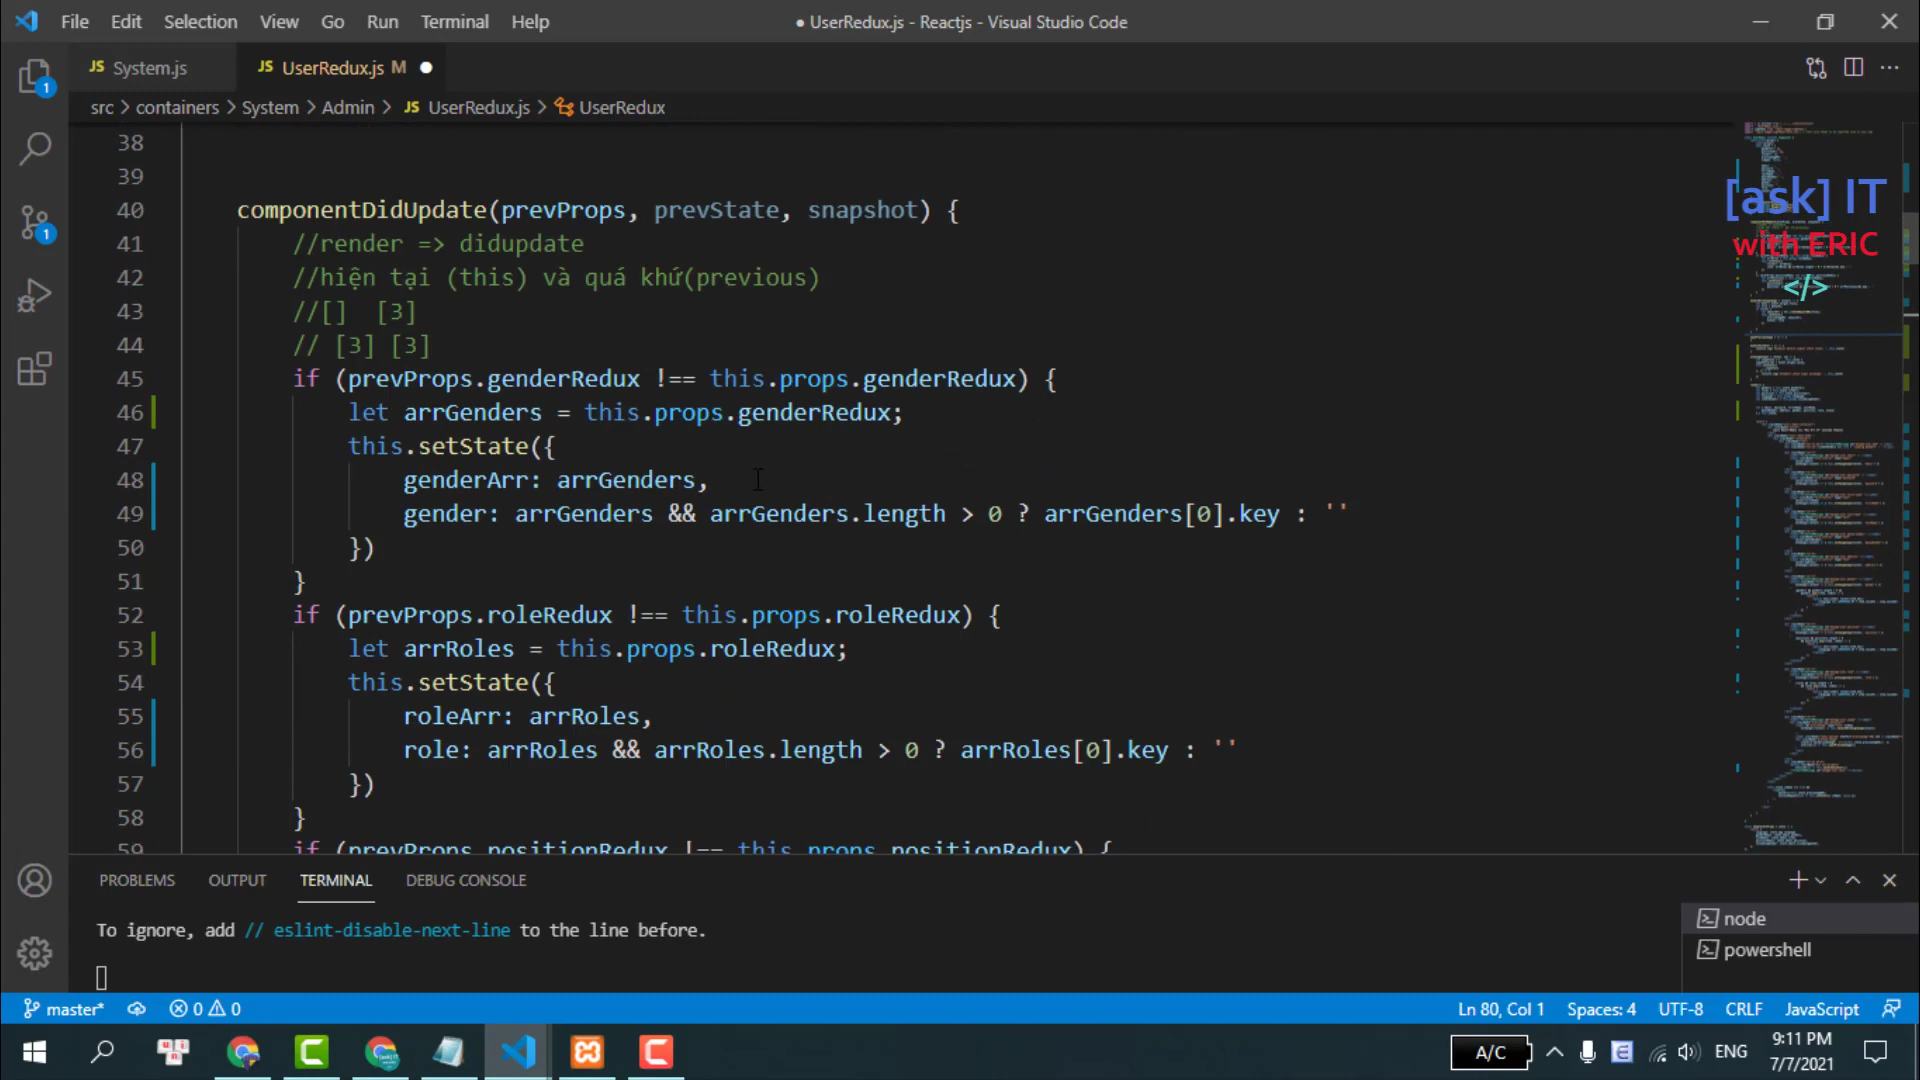 File Edit Selection View Go Run Terminal Help
● UserRedux.js - Reactjs - Visual Studio Code
JS System.js
JS UserRedux.js M ●
src > containers > System > Admin > JS UserRedux.js > UserRedux
[ask] IT
with ERIC
</>
38
39
40 componentDidUpdate(prevProps, prevState, snapshot) {
41 //render => didupdate
42 //hiện tại (this) và quá khứ(previous)
43 //[] [3]
44 // [3] [3]
45 if (prevProps.genderRedux !== this.props.genderRedux) {
46 let arrGenders = this.props.genderRedux;
47 this.setState({
48 genderArr: arrGenders,
49 gender: arrGenders && arrGenders.length > 0 ? arrGenders[0].key : ''
50 })
51 }
52 if (prevProps.roleRedux !== this.props.roleRedux) {
53 let arrRoles = this.props.roleRedux;
54 this.setState({
55 roleArr: arrRoles,
56 role: arrRoles && arrRoles.length > 0 ? arrRoles[0].key : ''
57 })
58 }
59 if (prevProps.positionRedux !== this.props.positionRedux) {
PROBLEMS OUTPUT TERMINAL DEBUG CONSOLE
To ignore, add // eslint-disable-next-line to the line before.
node
powershell
master* 0 0
Ln 80, Col 1 Spaces: 4 UTF-8 CRLF JavaScript
A/C ENG
9:11 PM
7/7/2021